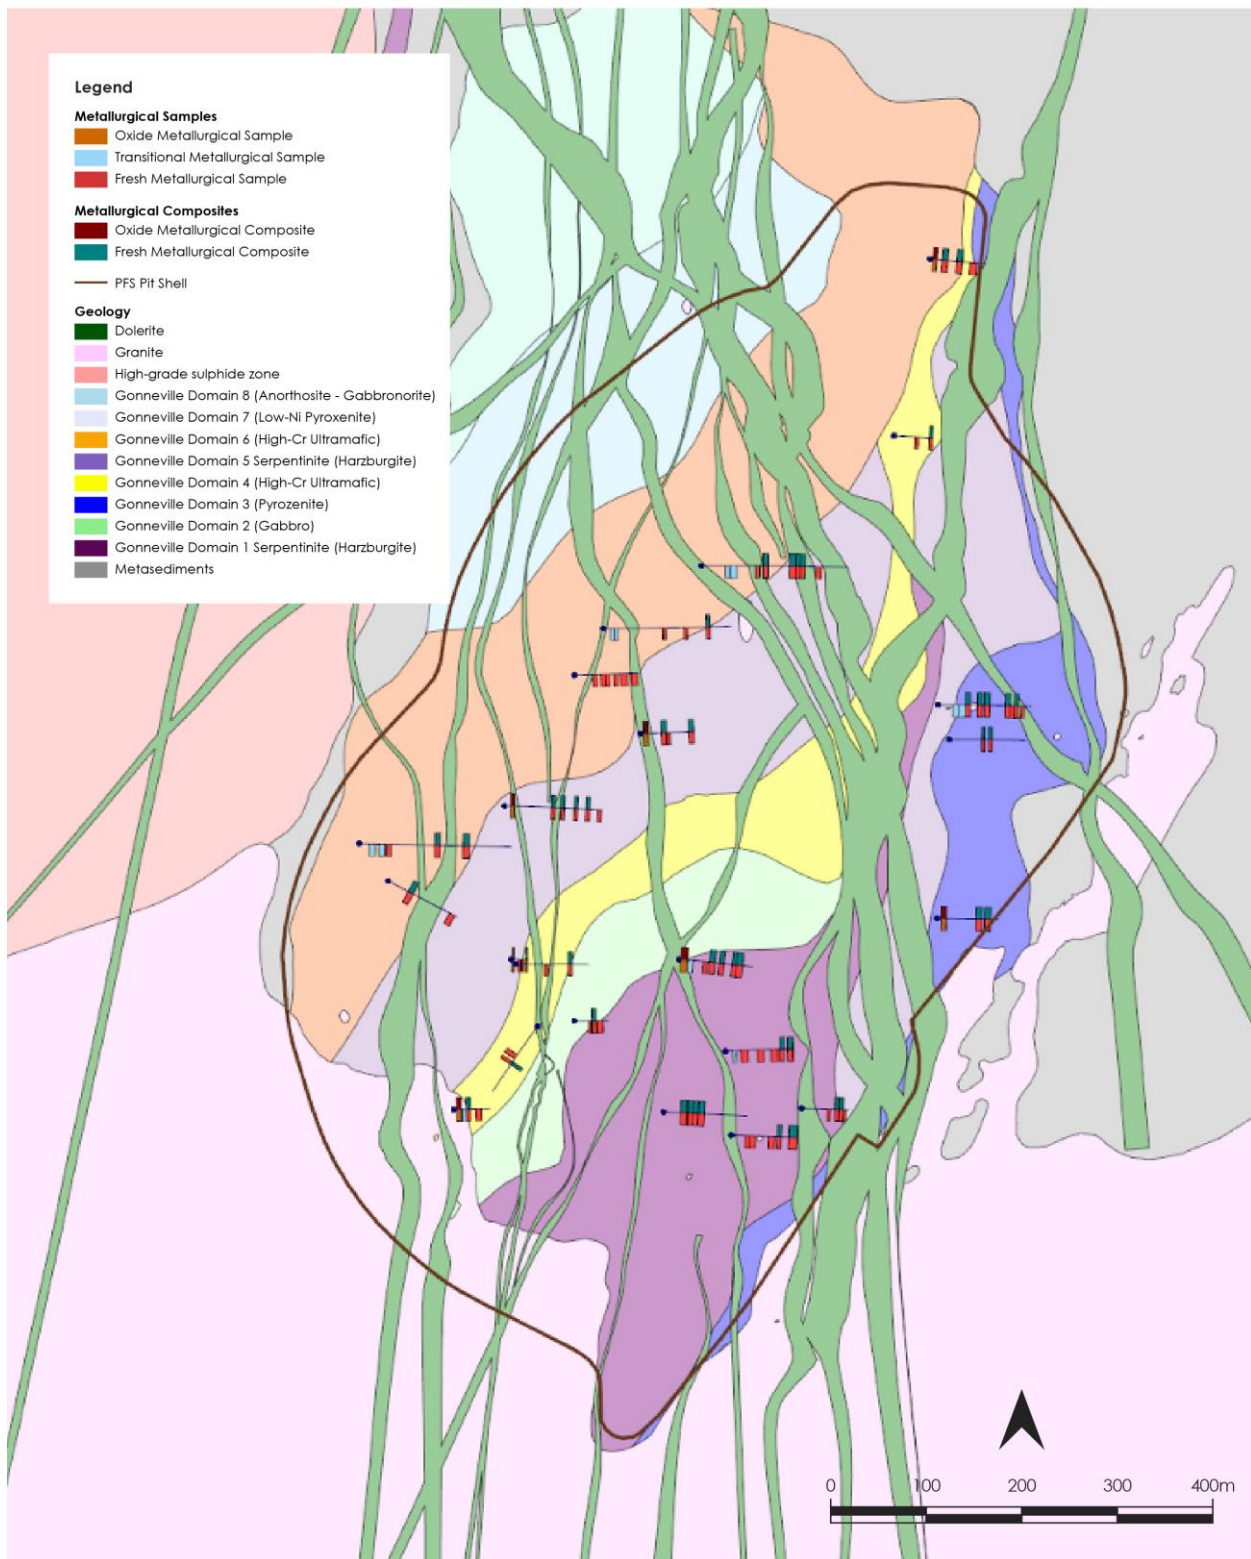 Legend
Metallurgical Samples
Oxide Metallurgical Sample
Transitional Metallurgical Sample
Fresh Metallurgical Sample
Metallurgical Composites
Oxide Metallurgical Composite
Fresh Metallurgical Composite
PFS Pit Shell
Geology
Dolerite
Granite
High-grade sulphide zone
Gonneville Domain 8 (Anorthosite - Gabbronorite)
Gonneville Domain 7 (Low-Ni Pyroxenite)
Gonneville Domain 6 (High-Cr Ultramafic)
Gonneville Domain 5 Serpentinite (Harzburgite)
Gonneville Domain 4 (High-Cr Ultramafic)
Gonneville Domain 3 (Pyrozenite)
Gonneville Domain 2 (Gabbro)
Gonneville Domain 1 Serpentinite (Harzburgite)
Metasediments
0 100 200 300 400m